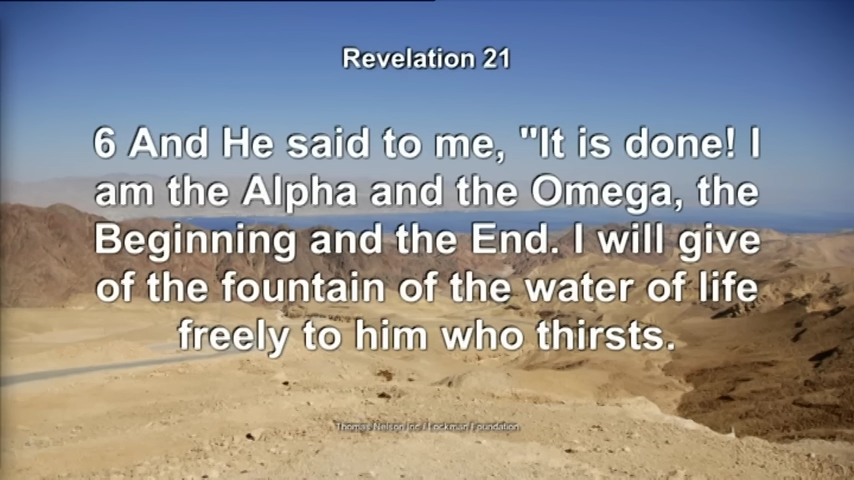 Revelation 21
6 And He said to me, "It is done! I
am the Alpha and the Omega, the
Beginning and the End. I will give
of the fountain of the water of life
freely to him who thirsts.
Thomas Nelson Inc / Lockman Foundation